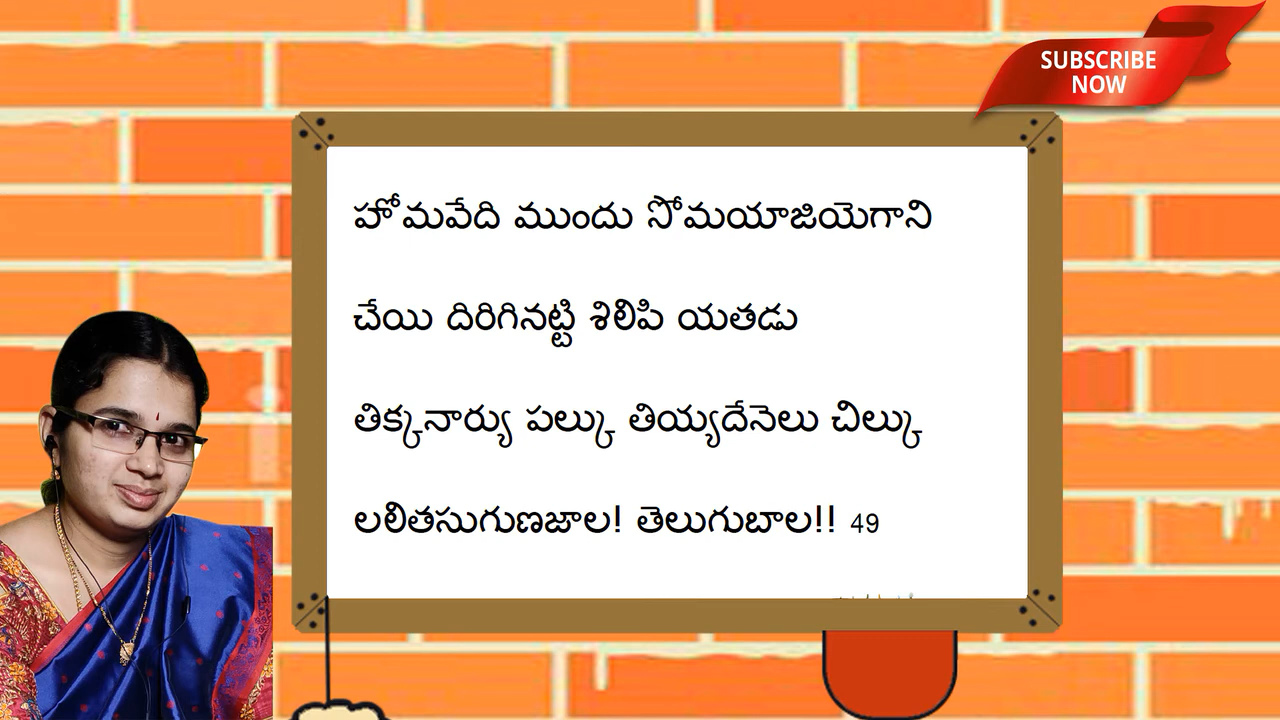 SUBSCRIBE
NOW
హోమవేది ముందు సోమయాజియెగాని
చేయి దిరిగినట్టి శిలిపి యతడు
తిక్కనార్యు పల్కు తియ్యదేనెలు చిల్కు
లలితసుగుణజాల! తెలుగుబాల!! 49